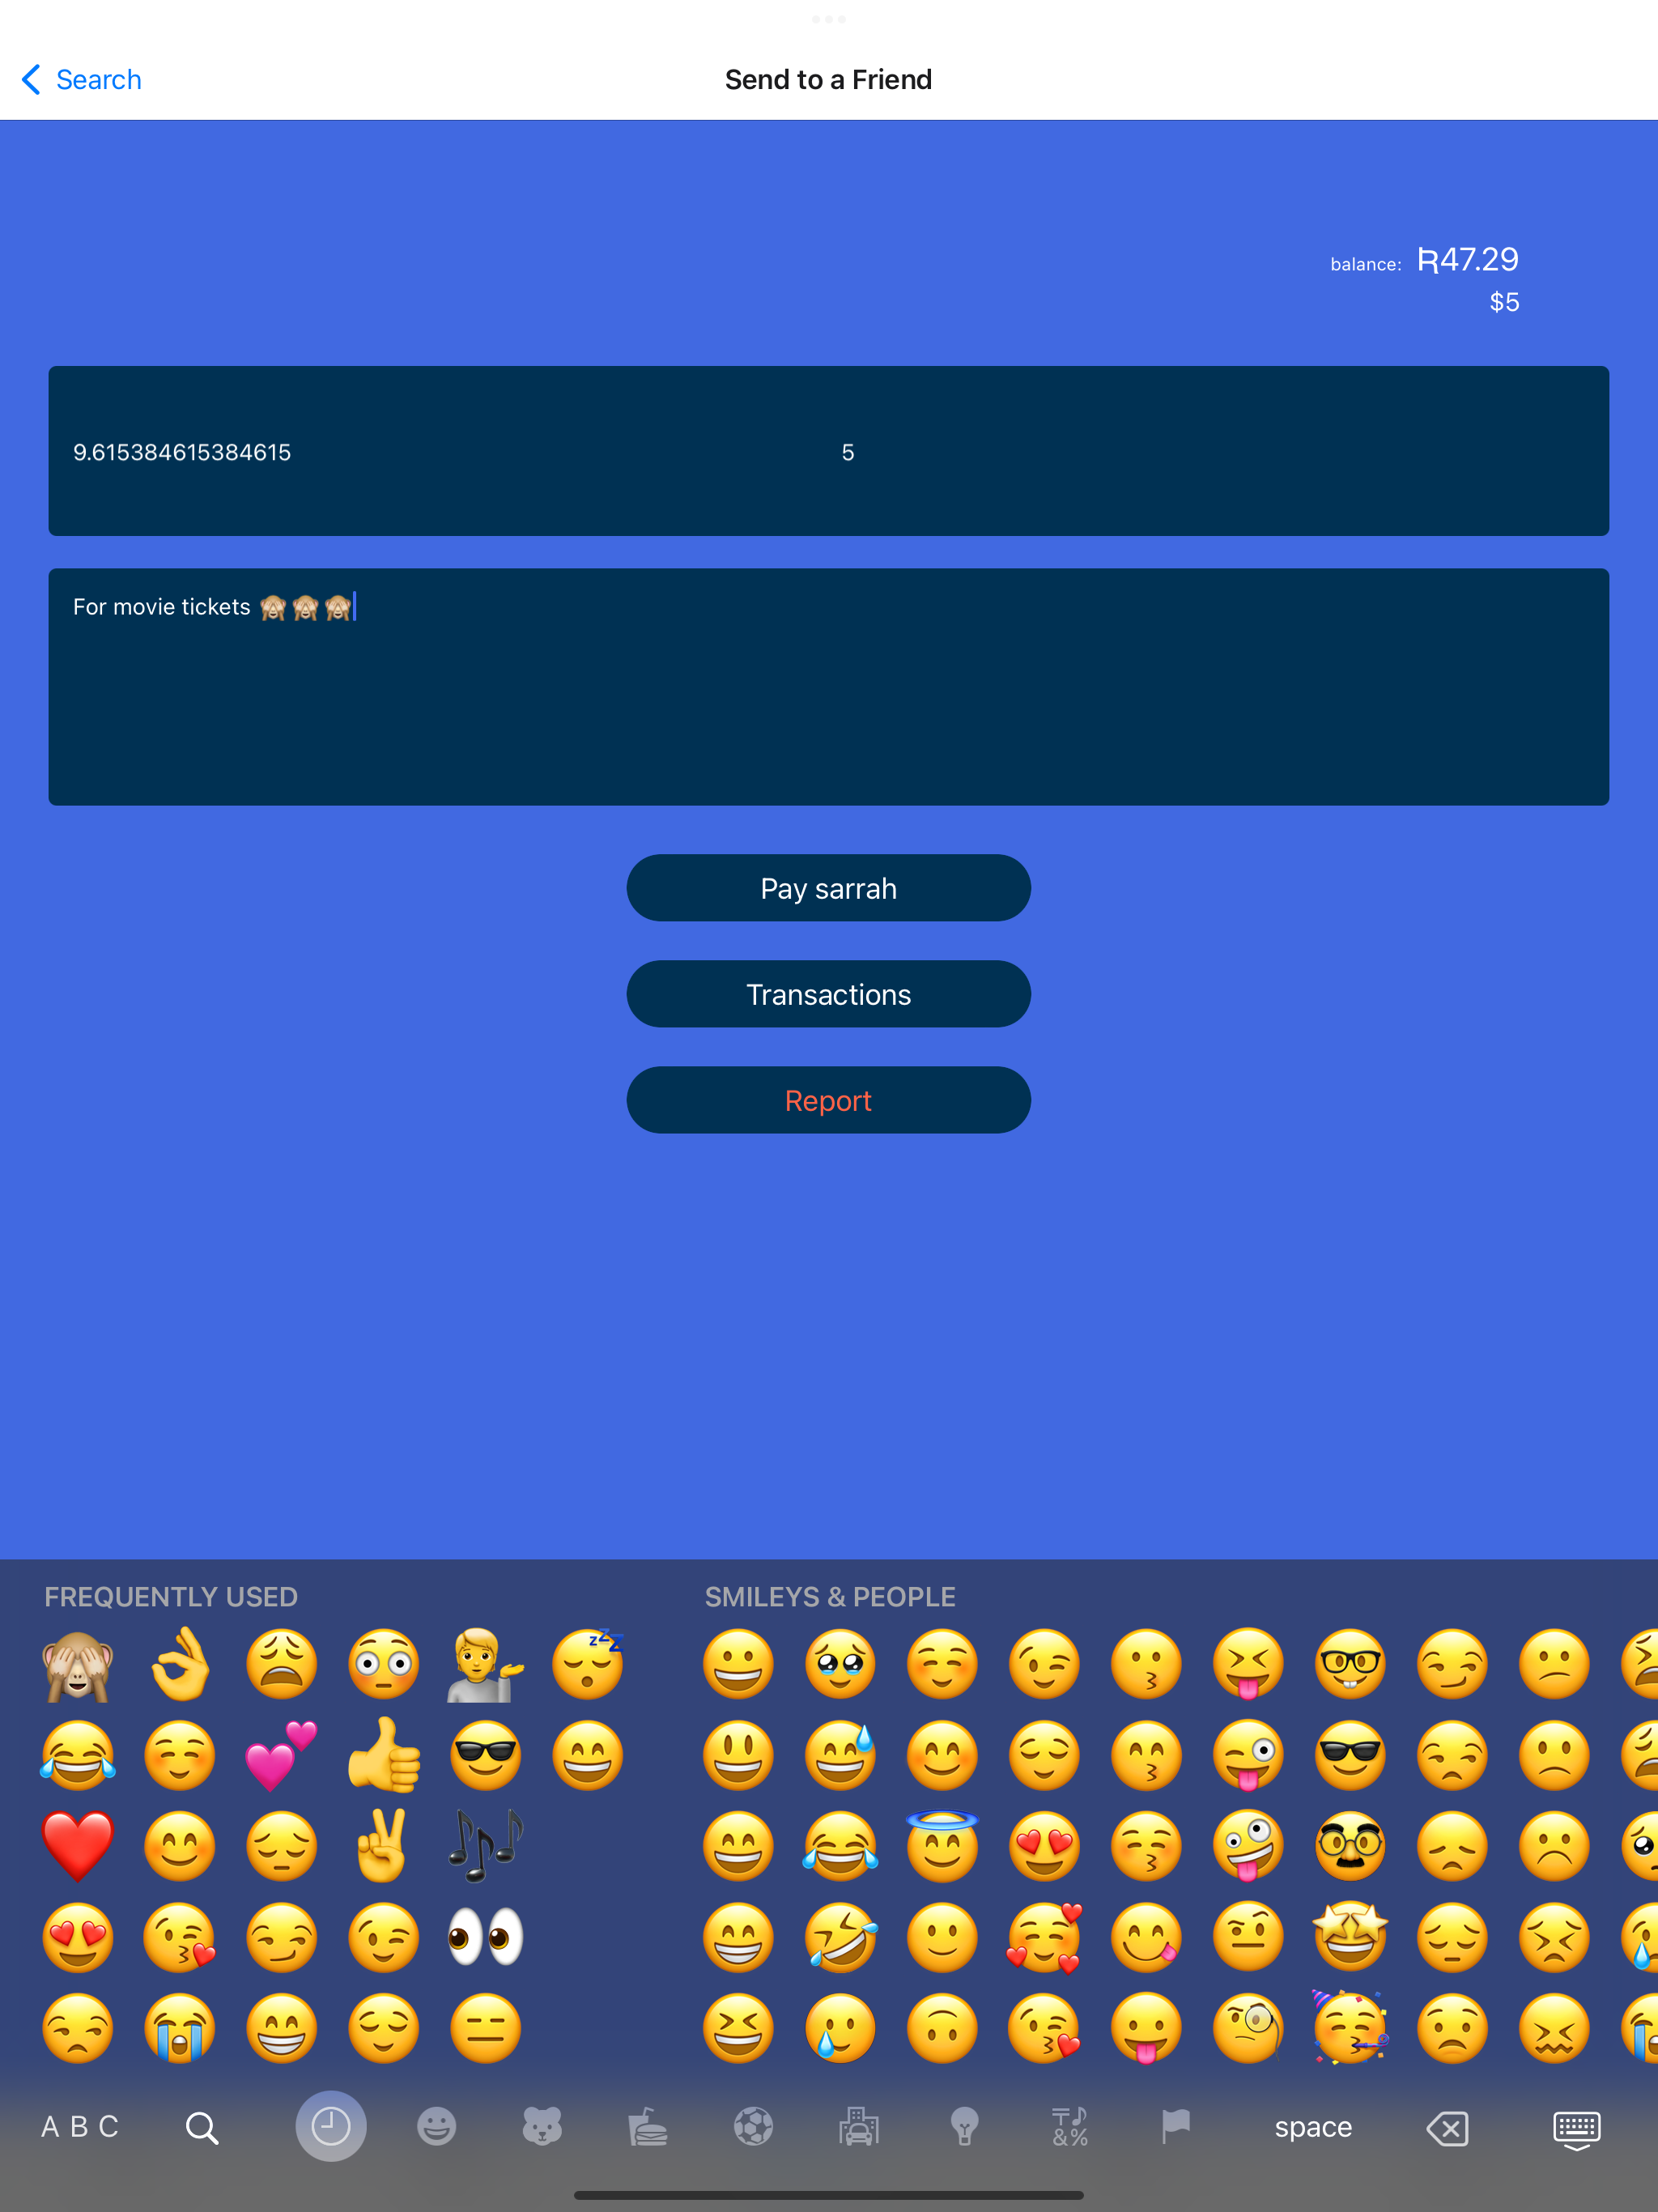 Search
Send to a Friend
balance: Ʀ47.29
$5
9.615384615384615 5
For movie tickets 🙈🙈🙈
Pay sarrah
Transactions
Report
FREQUENTLY USED SMILEYS & PEOPLE
A B C space